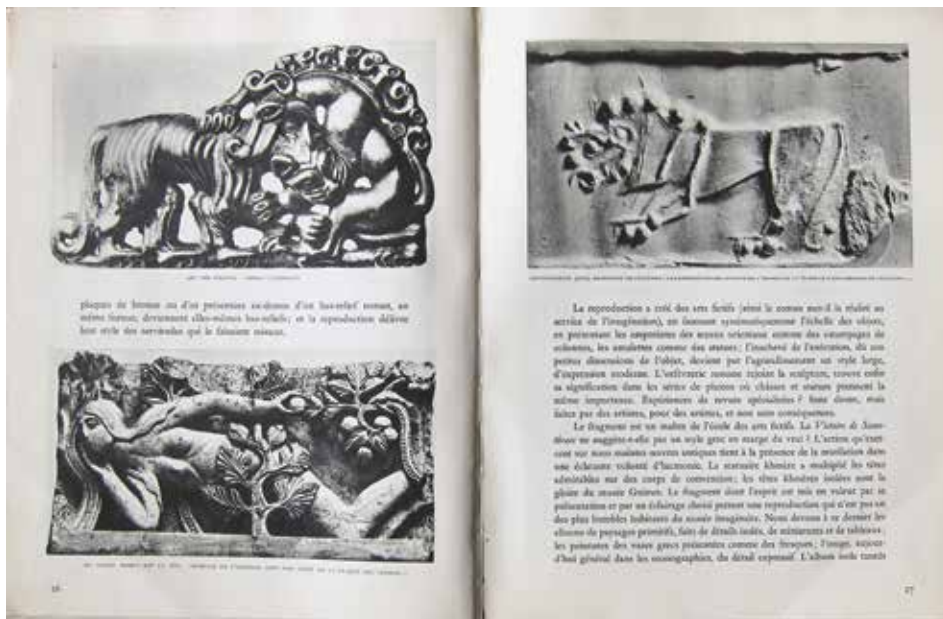 plaques de bronze ou d'or présentées au-dessus d'un bas-relief roman, au
même format, deviennent elles-mêmes bas-reliefs; et la reproduction délivre
leur style des servitudes qui le faisaient mineur.
26
La reproduction a créé des arts fictifs (ainsi le roman met-il la réalité au
service de l'imagination), en faussant systématiquement l'échelle des objets,
en présentant les empreintes des sceaux orientaux comme des estampages de
colonnes, les amulettes comme des statues; l'inachevé de l'exécution, dû aux
petites dimensions de l'objet, devient par l'agrandissement un style large,
d'expression moderne. L'orfèvrerie romane rejoint la sculpture, trouve enfin
sa signification dans les séries de photos où châsses et statues prennent la
même importance. Expériences de revues spécialisées? Sans doute, mais
faites par des artistes, pour des artistes, et non sans conséquences.
Le fragment est un maître de l'école des arts fictifs. La Victoire de Samo-
thrace ne suggère-t-elle pas un style grec en marge du vrai? L'action qu'exer-
cent sur nous maintes œuvres antiques tient à la présence de la mutilation dans
une éclatante volonté d'harmonie. La statuaire khmère a multiplié les têtes
admirables sur des corps de convention; les têtes khmères isolées sont la
gloire du musée Guimet. Le fragment dont l'esprit est mis en valeur par sa
présentation et par un éclairage choisi permet une reproduction qui n'est pas un
des plus humbles habitants du musée imaginaire. Nous devons à ce dernier les
albums de paysages primitifs, faits de détails isolés, de miniatures et de tableaux;
les peintures des vases grecs présentées comme des fresques; l'usage, aujour-
d'hui général dans les monographies, du détail expressif. L'album isole tantôt
27